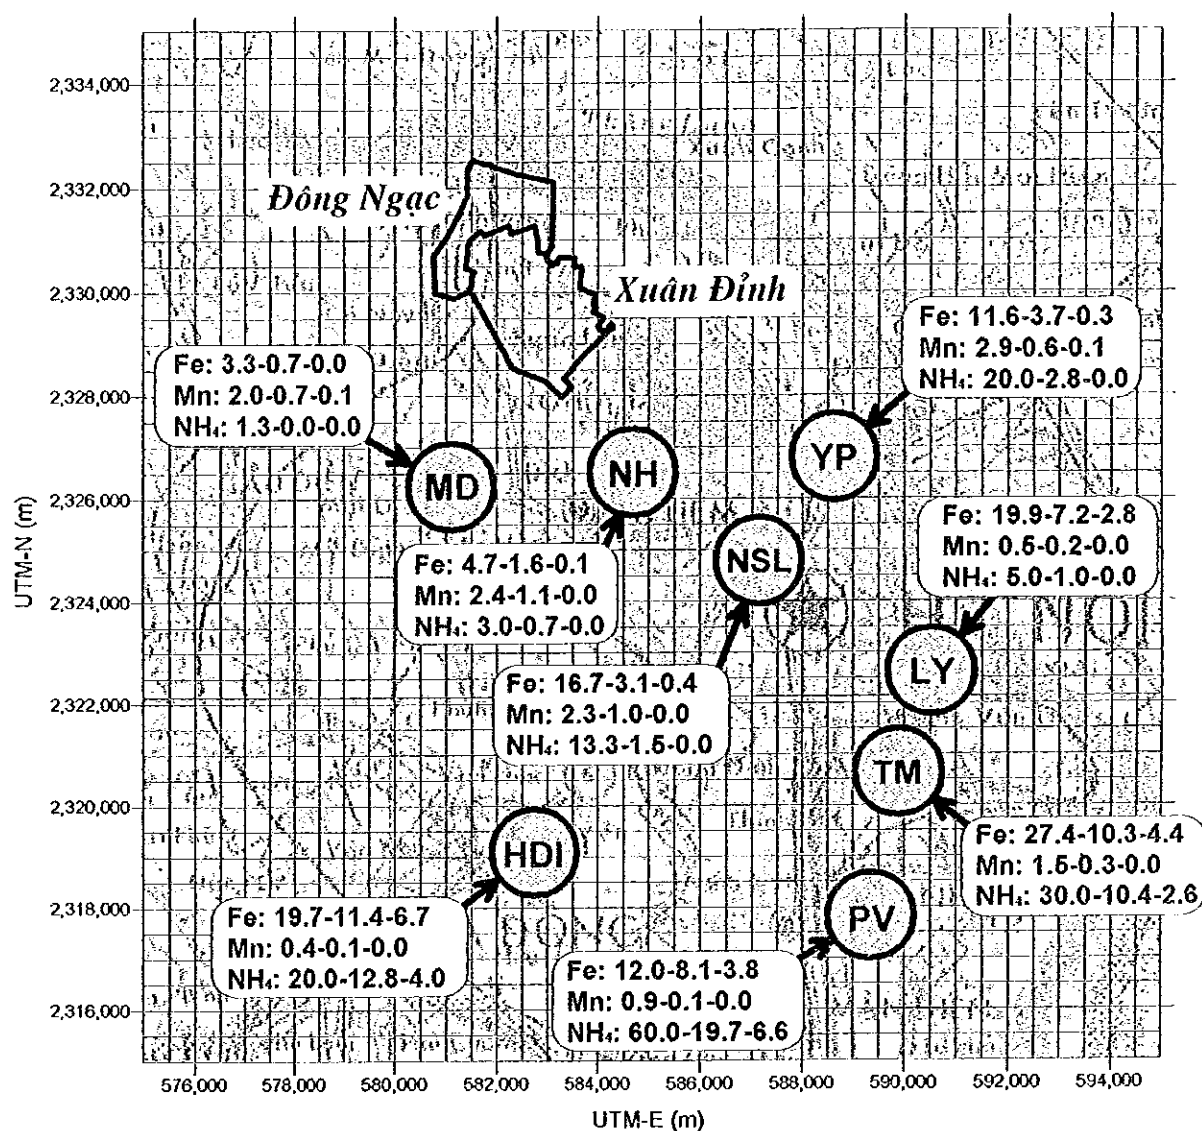 2,334,000
2,332,000
2,330,000
2,328,000
2,326,000
2,324,000
2,322,000
2,320,000
2,318,000
2,316,000
UTM-N (m)
Đông Ngạc
Xuân Đỉnh
Fe: 11.6-3.7-0.3
Mn: 2.9-0.6-0.1
NH₄: 20.0-2.8-0.0
Fe: 3.3-0.7-0.0
Mn: 2.0-0.7-0.1
NH₄: 1.3-0.0-0.0
MD
NH
YP
Fe: 19.9-7.2-2.8
Mn: 0.5-0.2-0.0
NH₄: 5.0-1.0-0.0
Fe: 4.7-1.6-0.1
Mn: 2.4-1.1-0.0
NH₄: 3.0-0.7-0.0
NSL
LY
Fe: 16.7-3.1-0.4
Mn: 2.3-1.0-0.0
NH₄: 13.3-1.5-0.0
TM
Fe: 27.4-10.3-4.4
Mn: 1.5-0.3-0.0
NH₄: 30.0-10.4-2.6
HDI
PV
Fe: 19.7-11.4-6.7
Mn: 0.4-0.1-0.0
NH₄: 20.0-12.8-4.0
Fe: 12.0-8.1-3.8
Mn: 0.9-0.1-0.0
NH₄: 60.0-19.7-6.6
576,000 578,000 580,000 582,000 584,000 586,000 588,000 590,000 592,000 594,000
UTM-E (m)